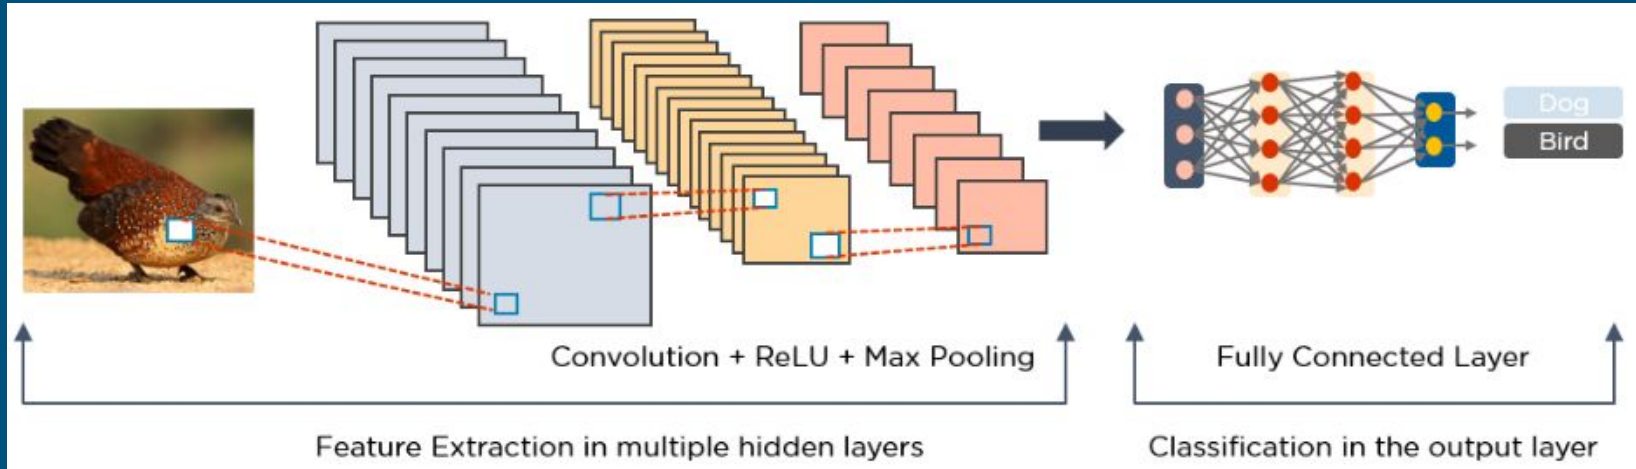 Dog
Bird
Convolution + ReLU + Max Pooling
Fully Connected Layer
Feature Extraction in multiple hidden layers
Classification in the output layer